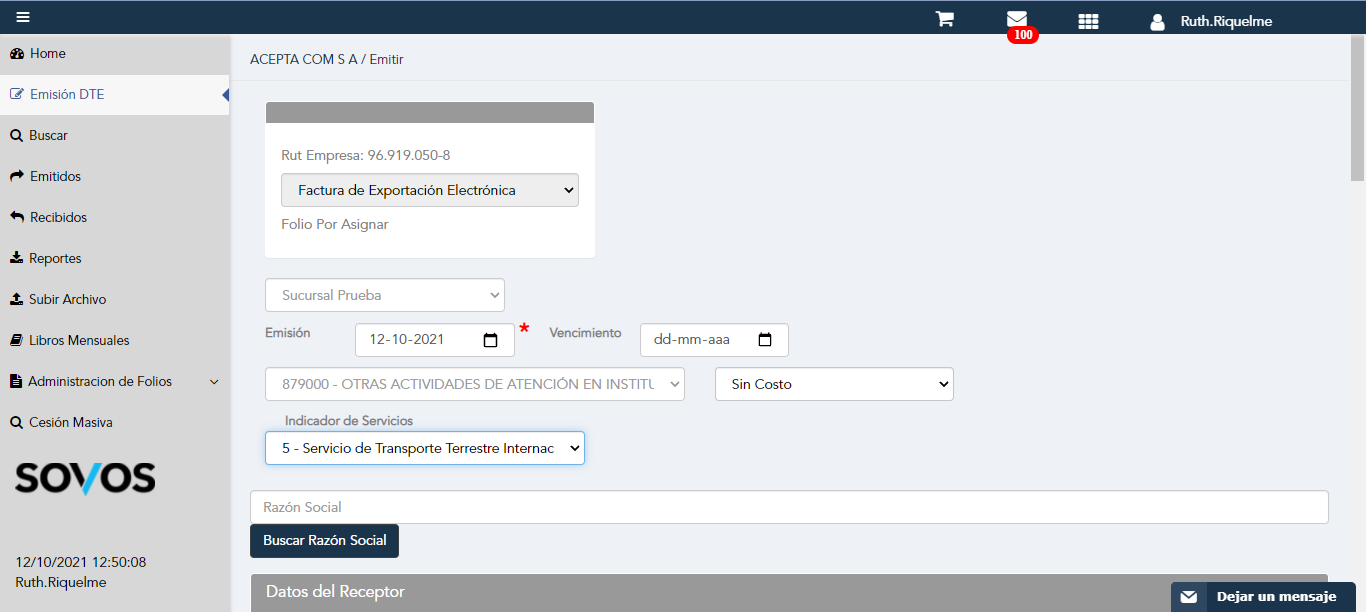 100
Ruth.Riquelme
Home
Emisión DTE
Buscar
Emitidos
Recibidos
Reportes
Subir Archivo
Libros Mensuales
Administracion de Folios
Cesión Masiva
SOVOS
12/10/2021 12:50:08
Ruth.Riquelme
ACEPTA COM S A / Emitir
Rut Empresa: 96.919.050-8
Factura de Exportación Electrónica
Folio Por Asignar
Sucursal Prueba
Emisión 12-10-2021 * Vencimiento dd-mm-aaa
879000 - OTRAS ACTIVIDADES DE ATENCIÓN EN INSTITU Sin Costo
Indicador de Servicios
5 - Servicio de Transporte Terrestre Internac
Razón Social
Buscar Razón Social
Datos del Receptor
Dejar un mensaje